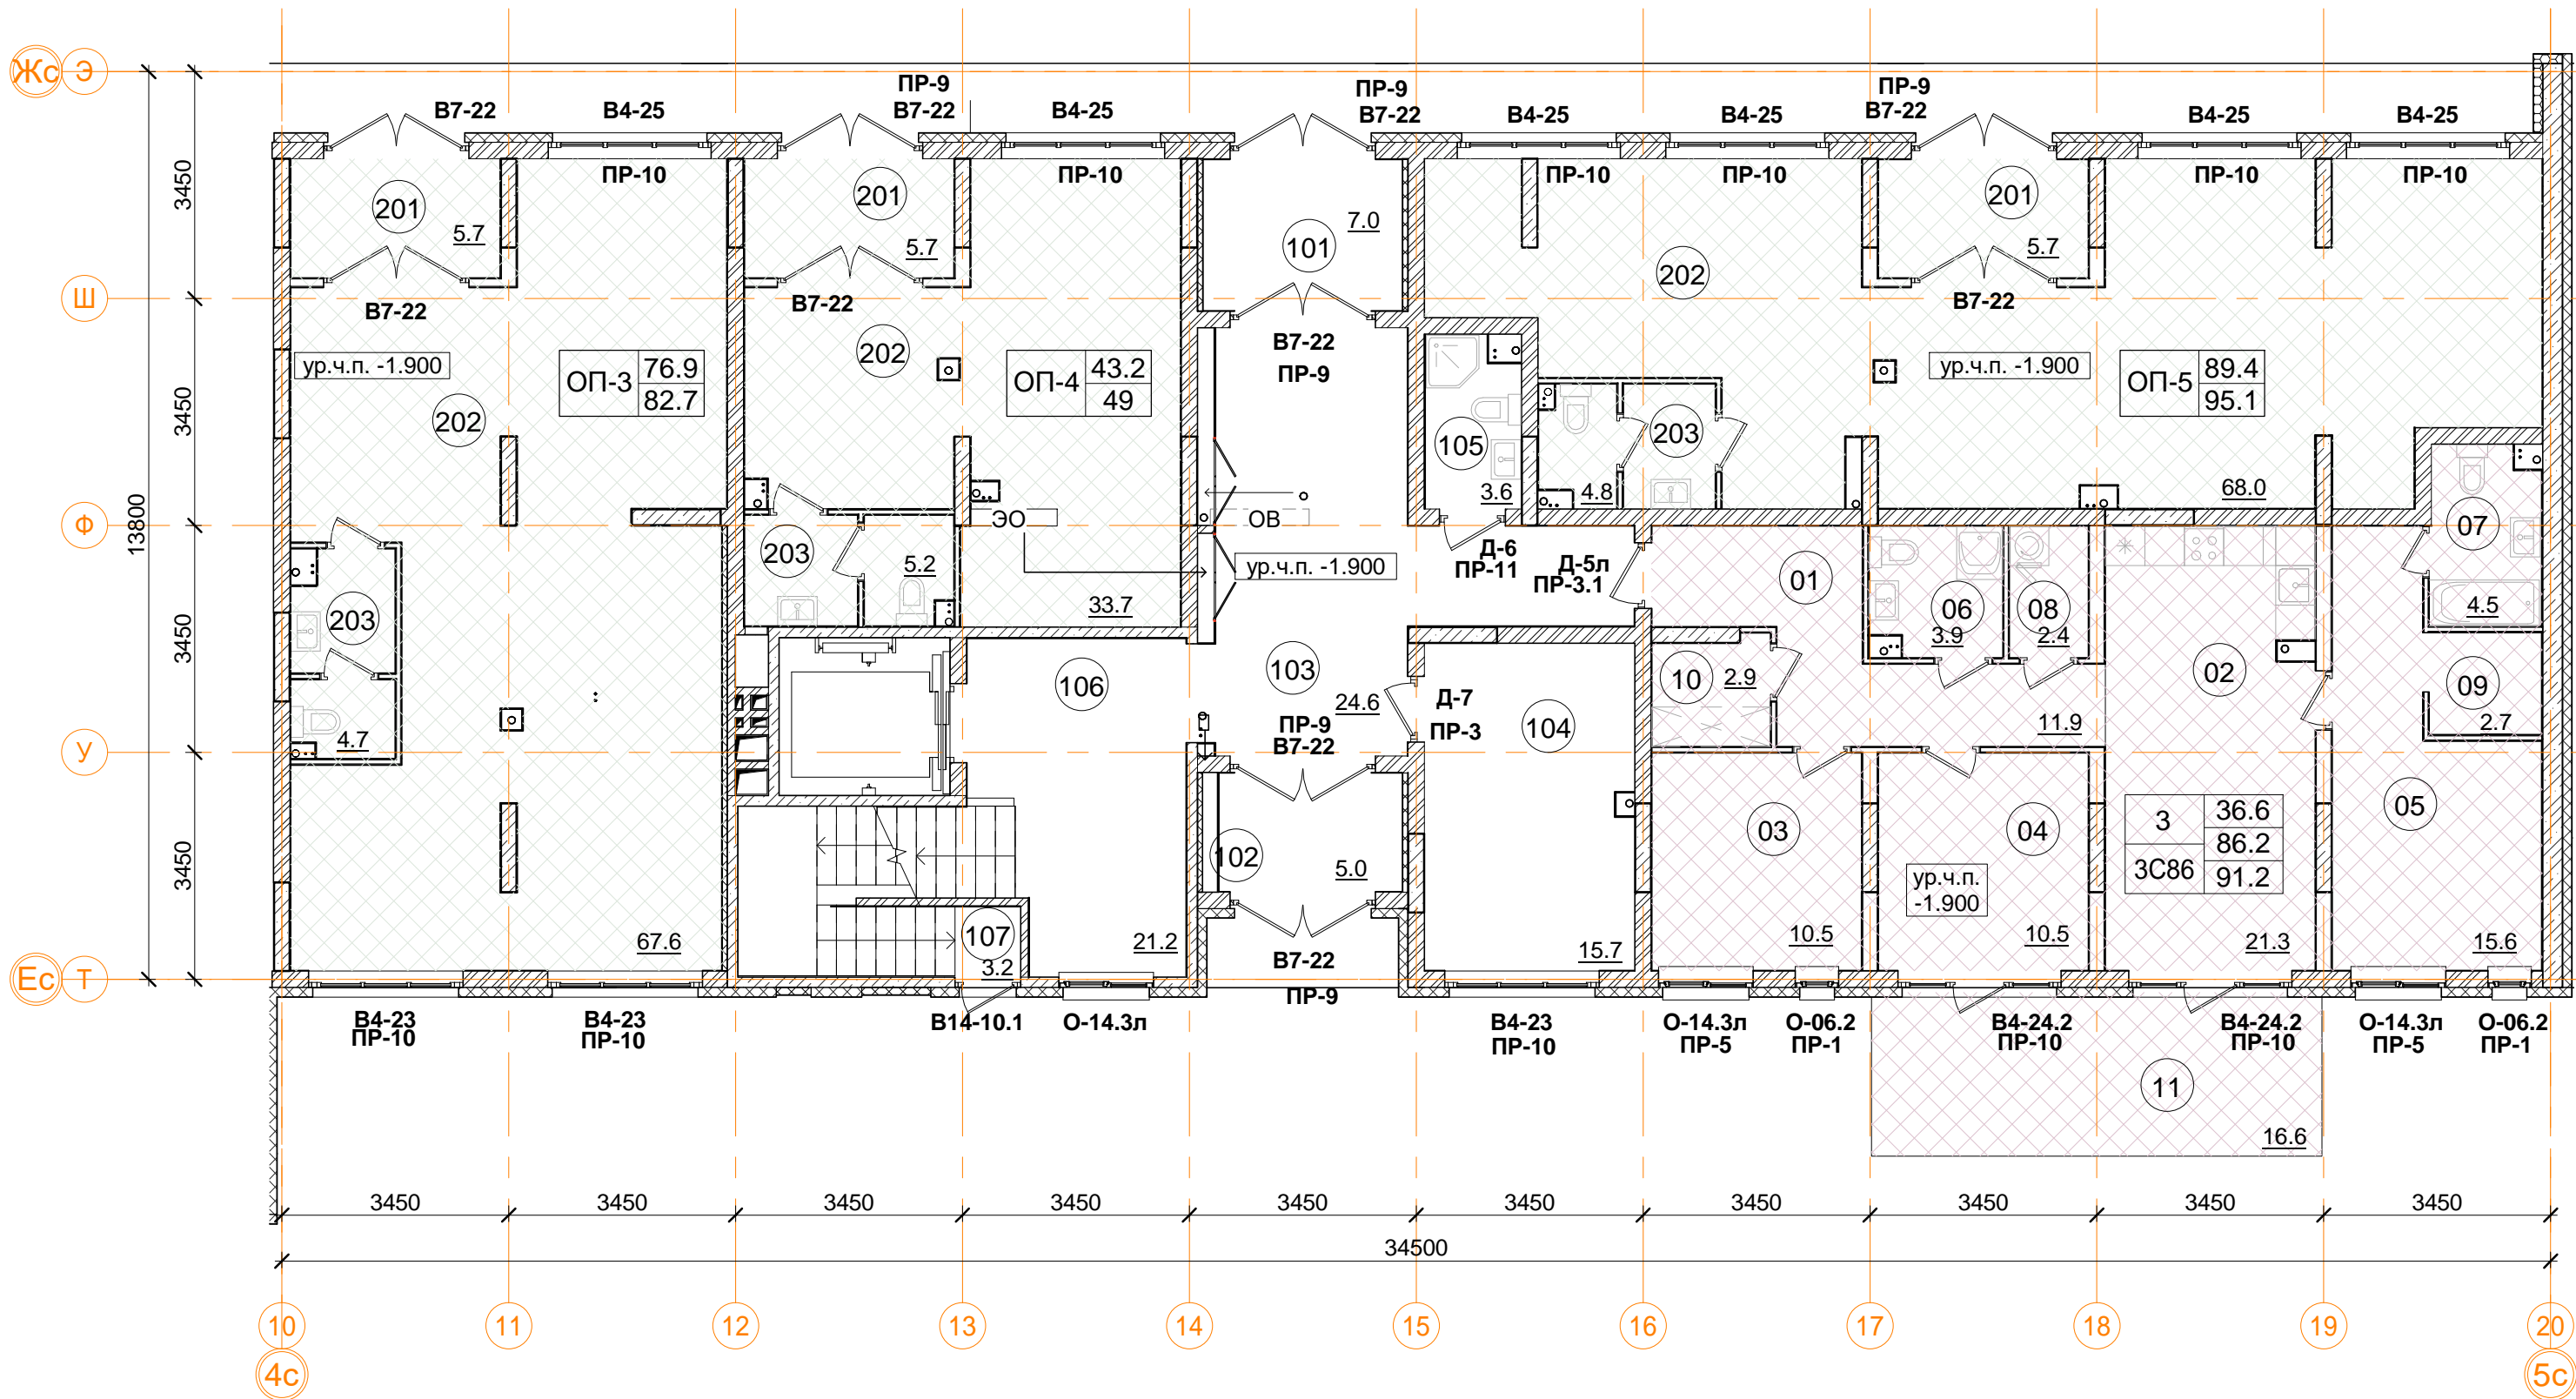 Жс Э
ПР-9
ПР-9
ПР-9
В7-22
В4-25
В7-22
В4-25
В7-22
В4-25
В4-25
В7-22
В4-25
В4-25
ПР-10
ПР-10
ПР-10
ПР-10
ПР-10
ПР-10
3450
201
5.7
201
5.7
101
7.0
202
201
5.7
Ш
В7-22
В7-22
В7-22
ПР-9
В7-22
ур.ч.п. -1.900
202
ОП-3 76.9
82.7
202
ОП-4 43.2
49
ур.ч.п. -1.900
ОП-5 89.4
95.1
3450
13800
105
3.6
4.8
203
68.0
Ф
ЭО
ОВ
ур.ч.п. -1.900
Д-6
ПР-11
Д-5л
ПР-3.1
203
5.2
33.7
01
06
3.9
08
2.4
07
4.5
3450
203
4.7
106
103
24.6
Д-7
ПР-3
104
10
2.9
02
09
2.7
11.9
У
ПР-9
В7-22
3450
102
5.0
03
04
05
3 36.6
86.2
3С86 91.2
ур.ч.п.
-1.900
67.6
107
3.2
21.2
15.7
10.5
10.5
21.3
15.6
Ес Т
В7-22
ПР-9
В4-23
ПР-10
В4-23
ПР-10
В14-10.1
О-14.3л
В4-23
ПР-10
О-14.3л
ПР-5
О-06.2
ПР-1
В4-24.2
ПР-10
В4-24.2
ПР-10
О-14.3л
ПР-5
О-06.2
ПР-1
11
16.6
3450 3450 3450 3450 3450 3450 3450 3450 3450 3450
34500
10 11 12 13 14 15 16 17 18 19 20
4с 5с